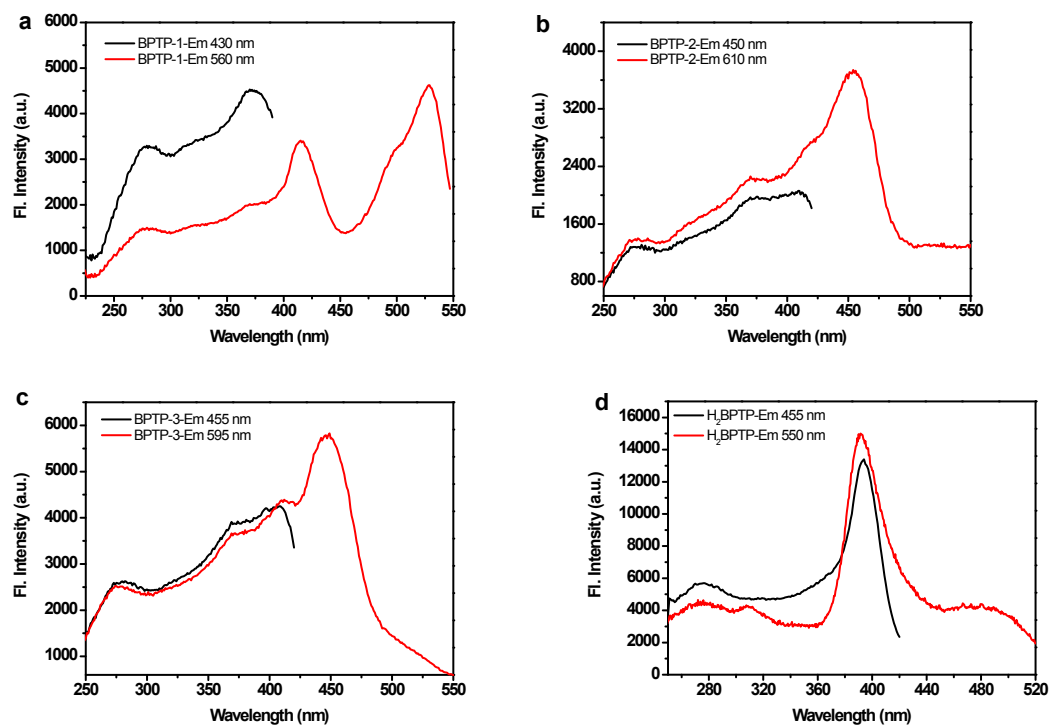 a
BPTP-1-Em 430 nm
BPTP-1-Em 560 nm
Fl. Intensity (a.u.)
6000
5000
4000
3000
2000
1000
0
250 300 350 400 450 500 550
Wavelength (nm)
b
BPTP-2-Em 450 nm
BPTP-2-Em 610 nm
Fl. Intensity (a.u.)
4000
3200
2400
1600
800
250 300 350 400 450 500 550
Wavelength (nm)
c
BPTP-3-Em 455 nm
BPTP-3-Em 595 nm
Fl. Intensity (a.u.)
6000
5000
4000
3000
2000
1000
250 300 350 400 450 500 550
Wavelength (nm)
d
H₂BPTP-Em 455 nm
H₂BPTP-Em 550 nm
Fl. Intensity (a.u.)
16000
14000
12000
10000
8000
6000
4000
2000
0
280 320 360 400 440 480 520
Wavelength (nm)